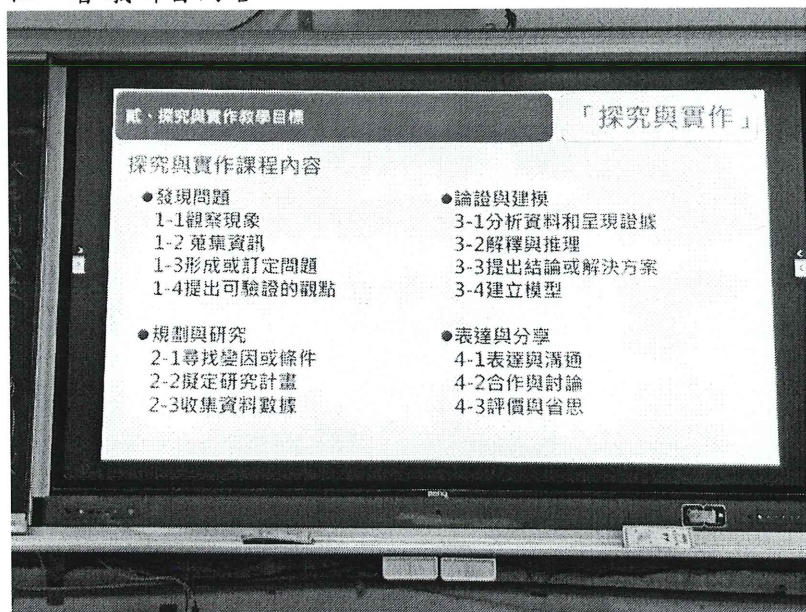 貳、探究與實作教學目標
「探究與實作」
探究與實作課程內容
●發現問題
1-1觀察現象
1-2 蒐集資訊
1-3形成或訂定問題
1-4提出可驗證的觀點
●規劃與研究
2-1尋找變因或條件
2-2擬定研究計畫
2-3收集資料數據
●論證與建模
3-1分析資料和呈現證據
3-2解釋與推理
3-3提出結論或解決方案
3-4建立模型
●表達與分享
4-1表達與溝通
4-2合作與討論
4-3評價與省思